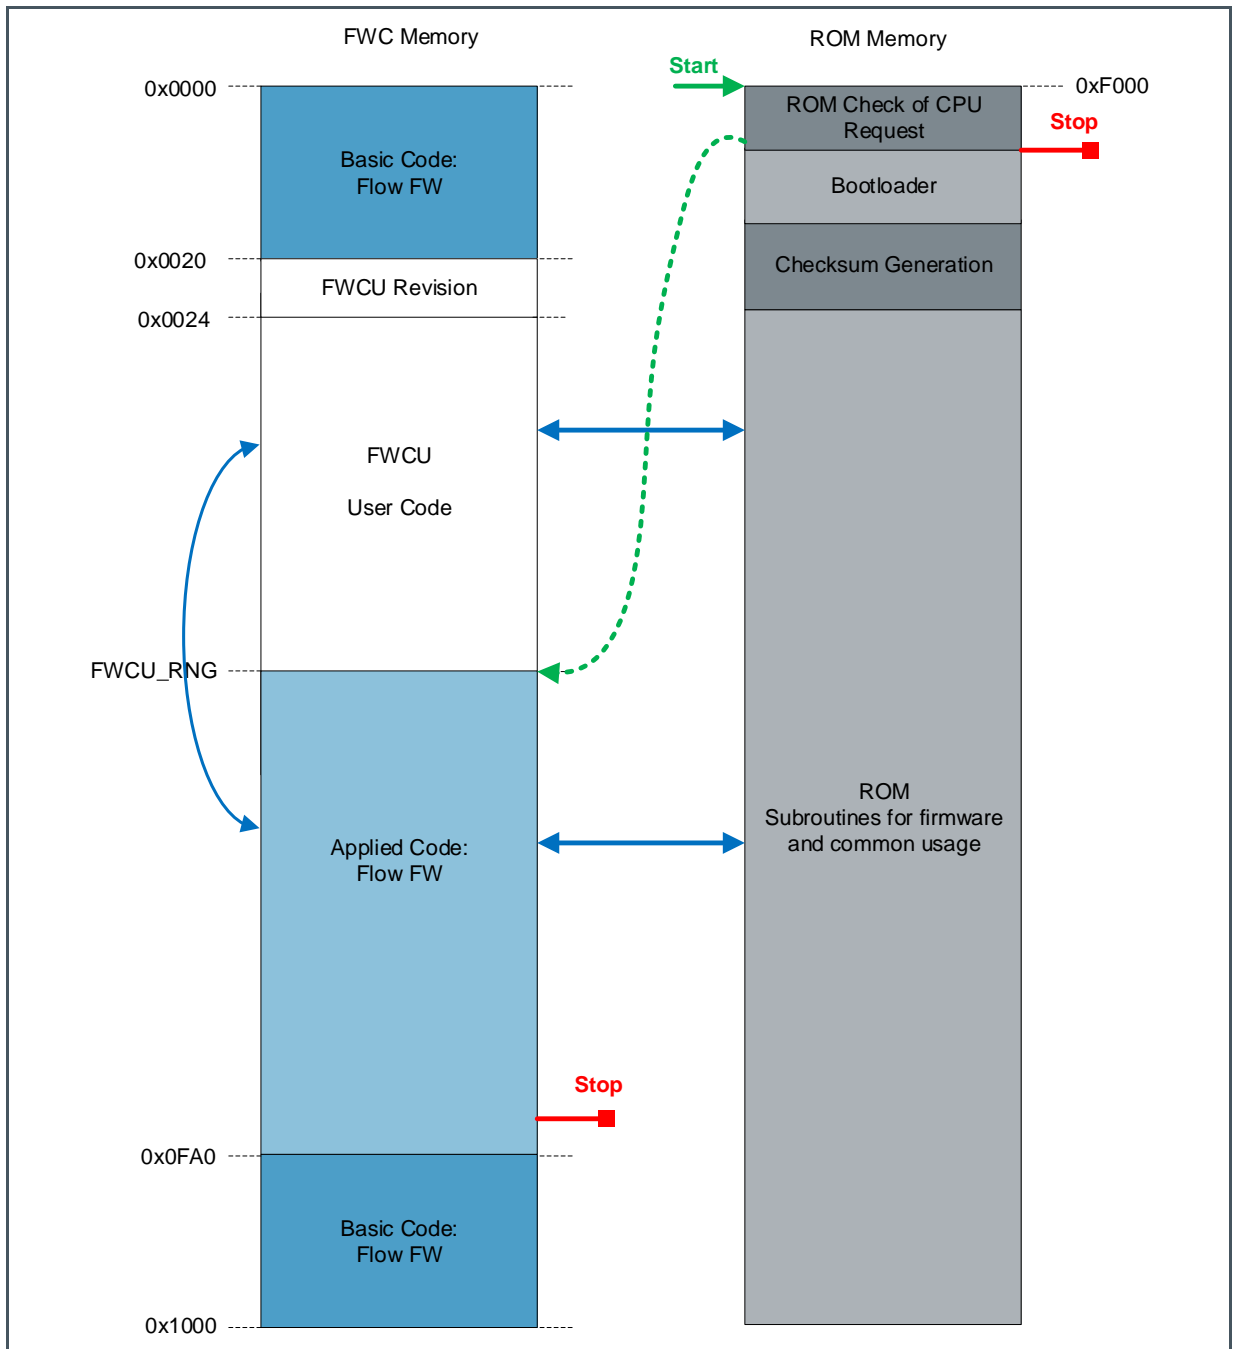 FWC Memory
ROM Memory
Start
0x0000
0xF000
ROM Check of CPU
Request
Stop
Basic Code:
Flow FW
Bootloader
0x0020
Checksum Generation
FWCU Revision
0x0024
FWCU
User Code
FWCU_RNG
ROM
Subroutines for firmware
and common usage
Applied Code:
Flow FW
Stop
0x0FA0
Basic Code:
Flow FW
0x1000